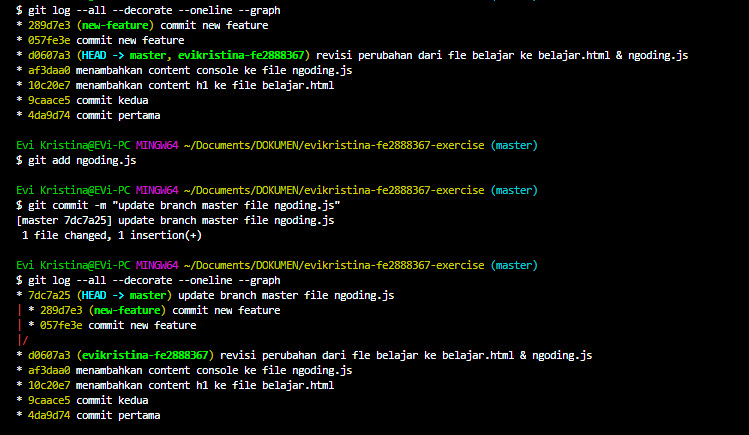 $ git log --all --decorate --oneline --graph
* 289d7e3 (new-feature) commit new feature
* 057fe3e commit new feature
* d0607a3 (HEAD -> master, evikristina-fe2888367) revisi perubahan dari fle belajar ke belajar.html & ngoding.js
* af3daa0 menambahkan content console ke file ngoding.js
* 10c20e7 menambahkan content h1 ke file belajar.html
* 9caace5 commit kedua
* 4da9d74 commit pertama
Evi Kristina@EVi-PC MINGW64 ~/Documents/DOKUMEN/evikristina-fe2888367-exercise (master)
$ git add ngoding.js
Evi Kristina@EVi-PC MINGW64 ~/Documents/DOKUMEN/evikristina-fe2888367-exercise (master)
$ git commit -m "update branch master file ngoding.js"
[master 7dc7a25] update branch master file ngoding.js
 1 file changed, 1 insertion(+)
Evi Kristina@EVi-PC MINGW64 ~/Documents/DOKUMEN/evikristina-fe2888367-exercise (master)
$ git log --all --decorate --oneline --graph
* 7dc7a25 (HEAD -> master) update branch master file ngoding.js
| * 289d7e3 (new-feature) commit new feature
| * 057fe3e commit new feature
|/
* d0607a3 (evikristina-fe2888367) revisi perubahan dari fle belajar ke belajar.html & ngoding.js
* af3daa0 menambahkan content console ke file ngoding.js
* 10c20e7 menambahkan content h1 ke file belajar.html
* 9caace5 commit kedua
* 4da9d74 commit pertama